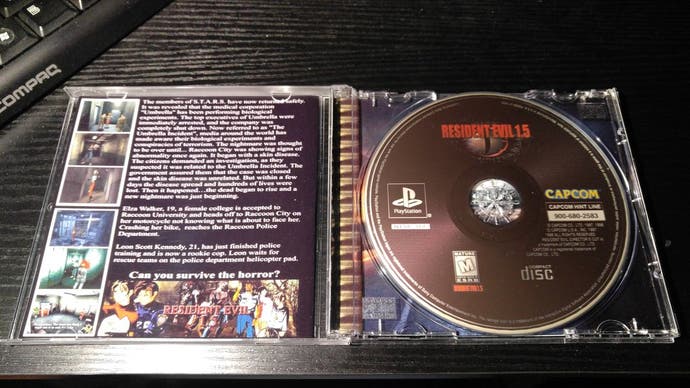 COMPAQ
The members of S.T.A.R.S. have now returned safely.
It was revealed that the medical corporation
"Umbrella" has been performing biological
experiments. The top executives of Umbrella were
immediately arrested, and the company was
completely shut down. Now referred to as "The
Umbrella Incident", media around the world has
spoke of their biological experiments and
conspiracies of terrorism. The nightmare was thought
to be over until... Raccoon City was showing signs of
abnormality once again. It began with a skin disease.
The citizens demanded an investigation, as they
suspected it was related to the Umbrella Incident. The
government assured them that the case was closed
and the skin disease was unrelated. But within a few
days the disease spread and hundreds of lives were
lost. Then it happened...the dead began to rise and a
new nightmare was just beginning.
Elza Walker, 19, a female college is accepted to
Raccoon University and heads off to Raccoon City on
her motorcycle not knowing what is about to face her.
Crashing her bike, reaches the Raccoon City Police
Department.
Leon Scott Kennedy, 21, has just finished police
training and is now a rookie cop. Leon waits for
rescue teams on the police department helicopter pad.
Can you survive the horror?
RESIDENT EVIL
RESIDENT EVIL 1.5
PlayStation
CAPCOM
CAPCOM HINT LINE
900-680-2583
MATURE
M
COMPACT
disc